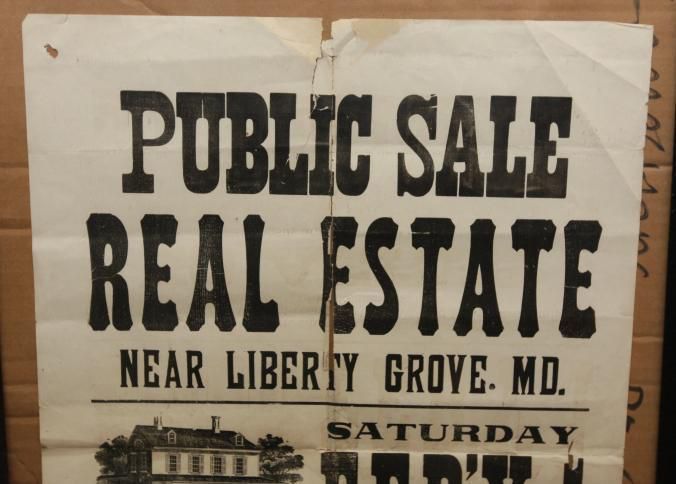 PUBLIC SALE
REAL ESTATE
NEAR LIBERTY GROVE. MD.
SATURDAY